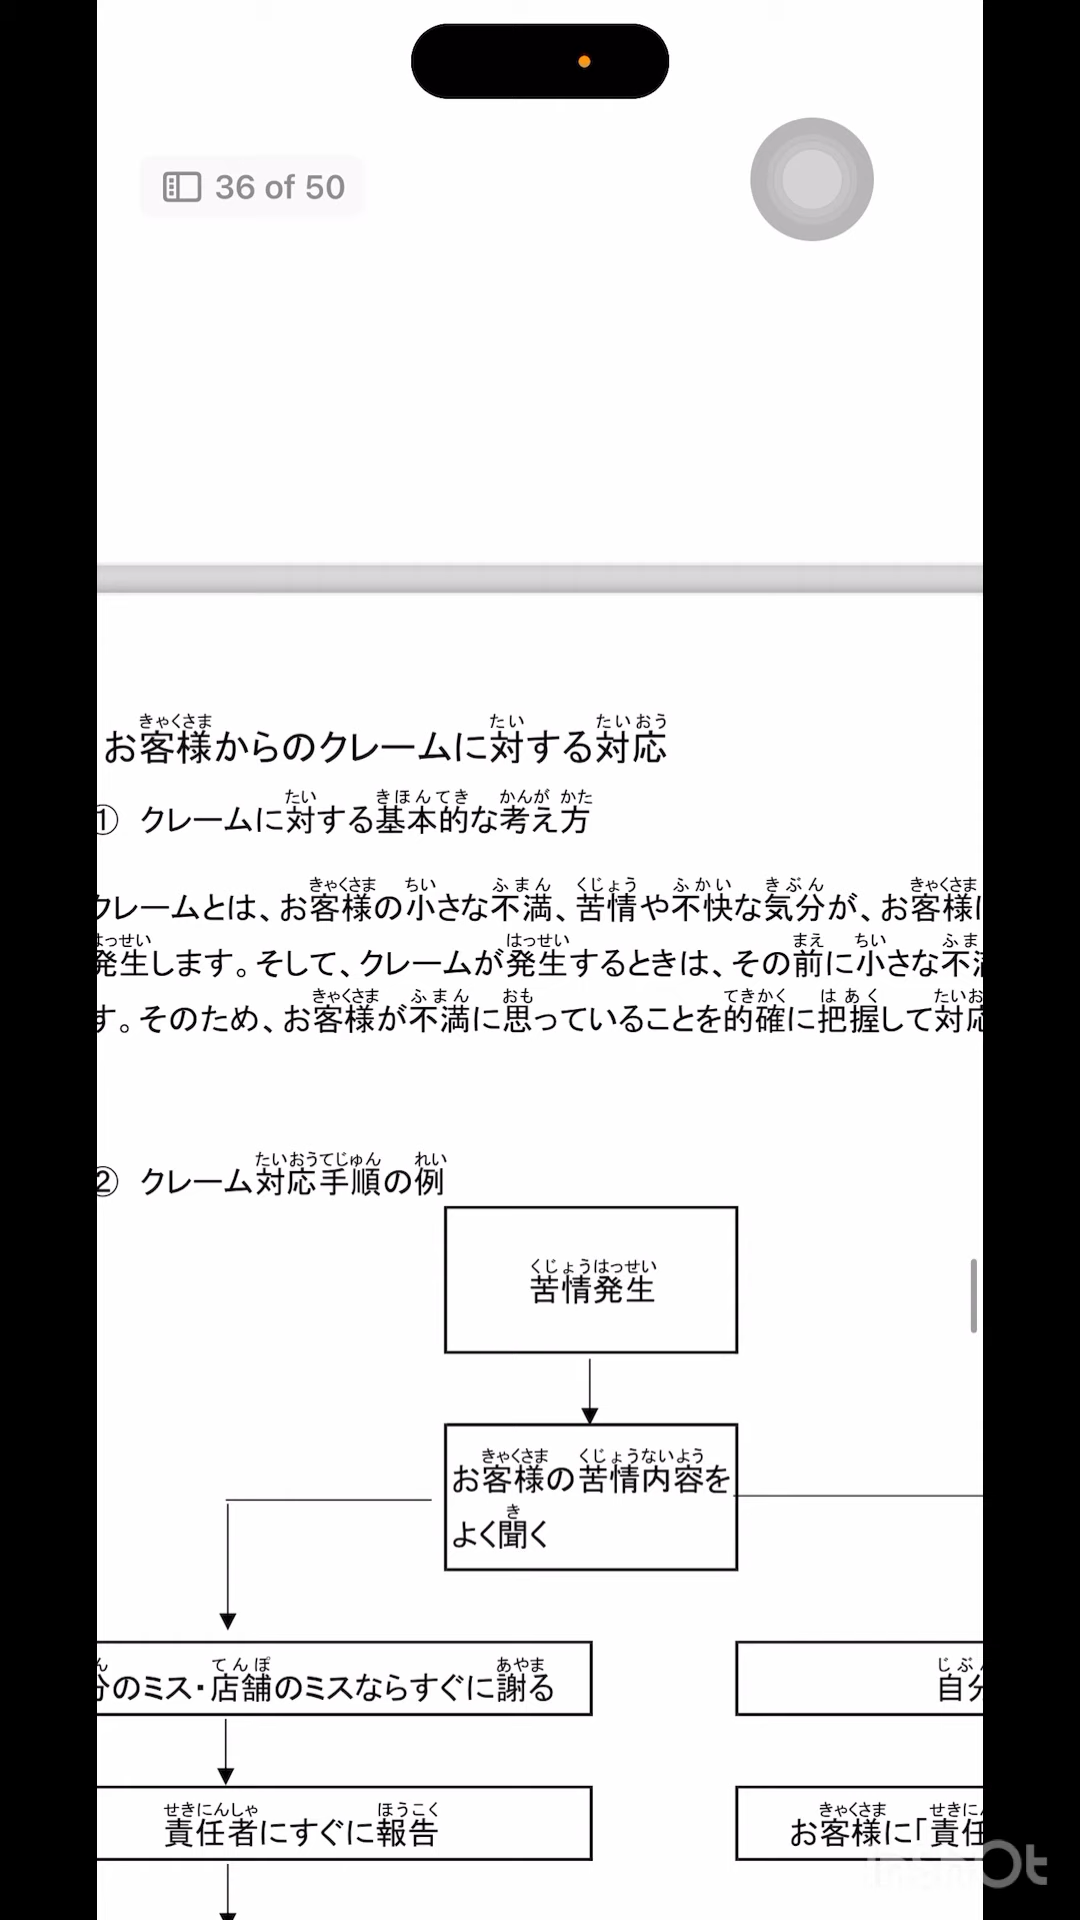 36 of 50
お客様からのクレームに対する対応
① クレームに対する基本的な考え方
クレームとは、お客様の小さな不満、苦情や不快な気分が、お客様に
発生します。そして、クレームが発生するときは、その前に小さな不満
す。そのため、お客様が不満に思っていることを的確に把握して対応
② クレーム対応手順の例
苦情発生
お客様の苦情内容を
よく聞く
分のミス・店舗のミスならすぐに謝る
自分
責任者にすぐに報告
お客様に「責任